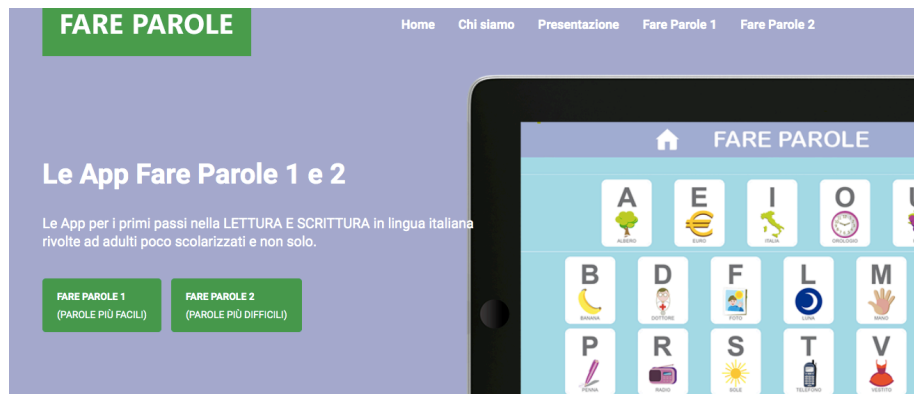 FARE PAROLE
Home Chi siamo Presentazione Fare Parole 1 Fare Parole 2
Le App Fare Parole 1 e 2
Le App per i primi passi nella LETTURA E SCRITTURA in lingua italiana
rivolte ad adulti poco scolarizzati e non solo.
FARE PAROLE 1
(PAROLE PIÙ FACILI)
FARE PAROLE 2
(PAROLE PIÙ DIFFICILI)
FARE PAROLE
A E I O U
ALBERO EURO ITALIA OROLOGIO
B D F L M
BANANA DOTTORE FOTO LUNA MANO
P R S T V
PENNA RADIO SOLE TELEFONO VESTITO